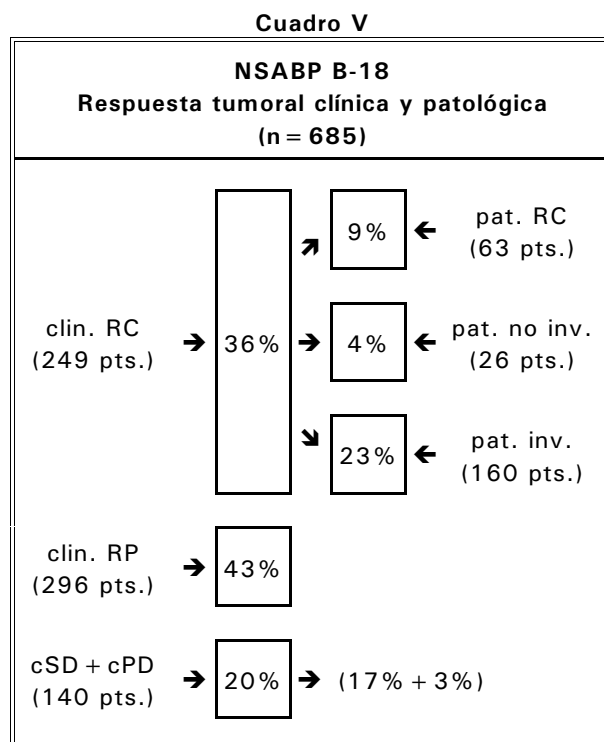 Cuadro V
NSABP B-18
Respuesta tumoral clínica y patológica
(n = 685)
clin. RC
(249 pts.)
➔ 36%
↗ 9% ← pat. RC
(63 pts.)
➔ 4% ← pat. no inv.
(26 pts.)
↘ 23% ← pat. inv.
(160 pts.)
clin. RP
(296 pts.)
➔ 43%
cSD + cPD
(140 pts.)
➔ 20% ➔ (17% + 3%)